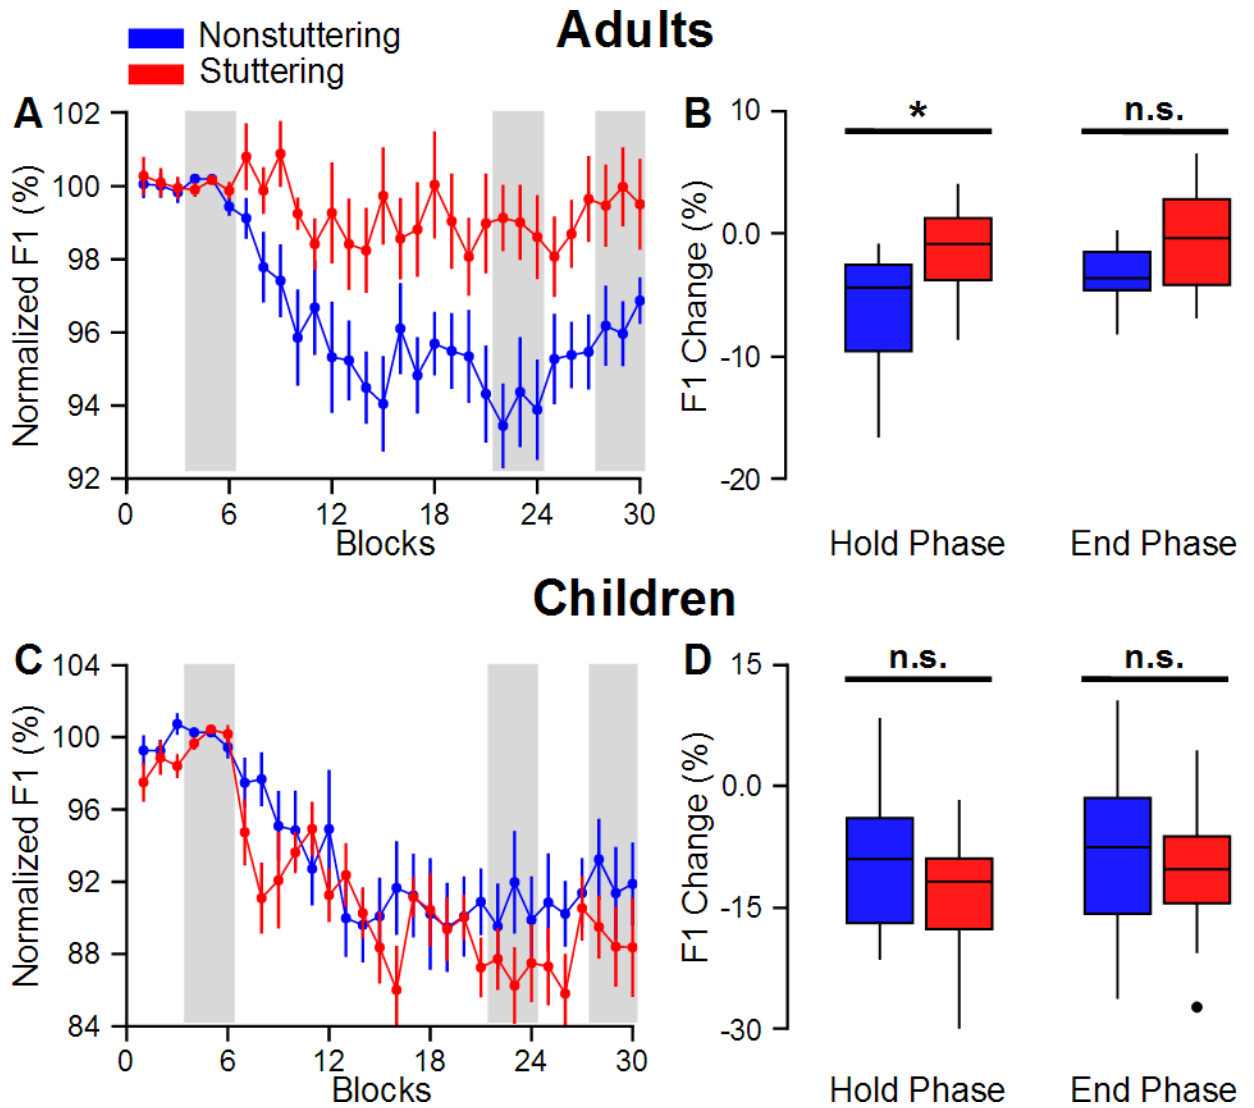 Adults
Nonstuttering
Stuttering
A
102
100
98
96
94
92
Normalized F1 (%)
0 6 12 18 24 30
Blocks
B
10
0.0
-10
-20
F1 Change (%)
* n.s.
Hold Phase End Phase
Children
C
104
100
96
92
88
84
Normalized F1 (%)
0 6 12 18 24 30
Blocks
D
15
0.0
-15
-30
F1 Change (%)
n.s. n.s.
Hold Phase End Phase